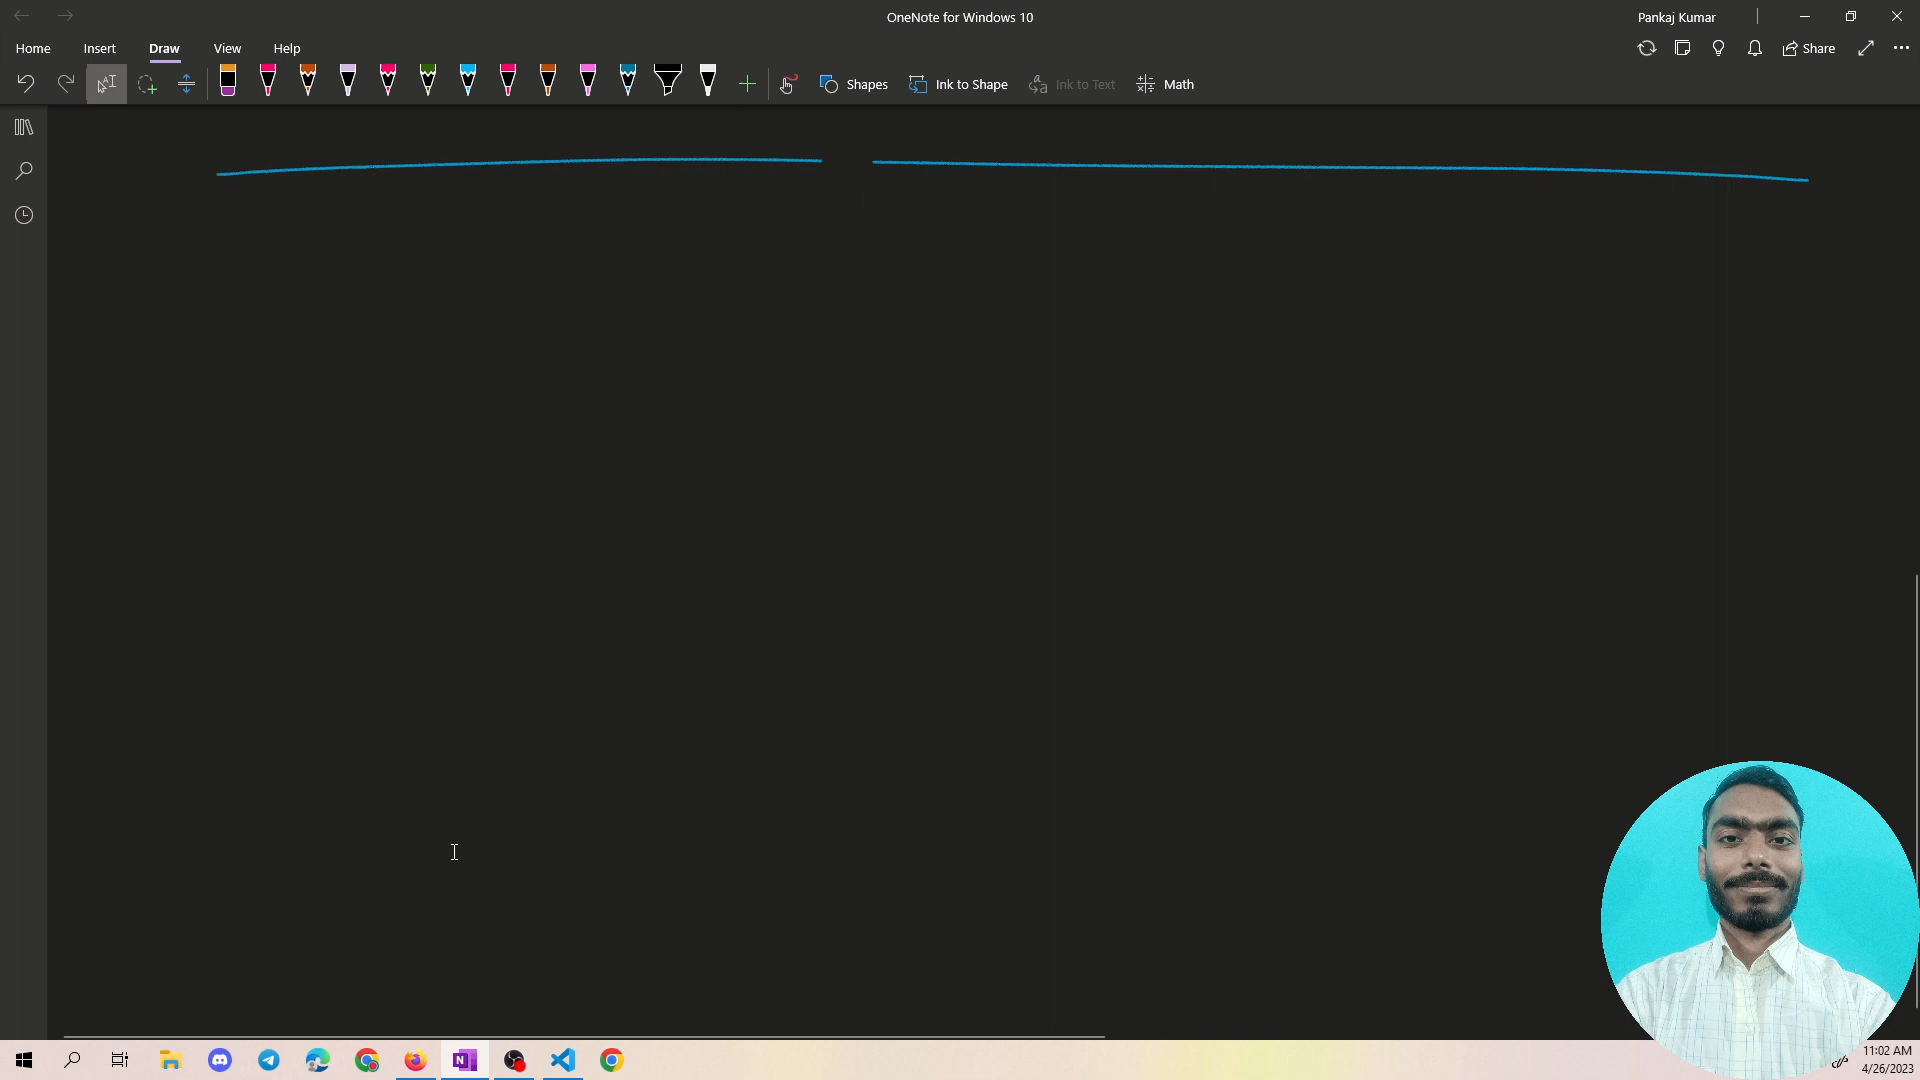 OneNote for Windows 10
Pankaj Kumar
Home Insert Draw View Help
Share
Shapes Ink to Shape Ink to Text Math
11:02 AM
4/26/2023